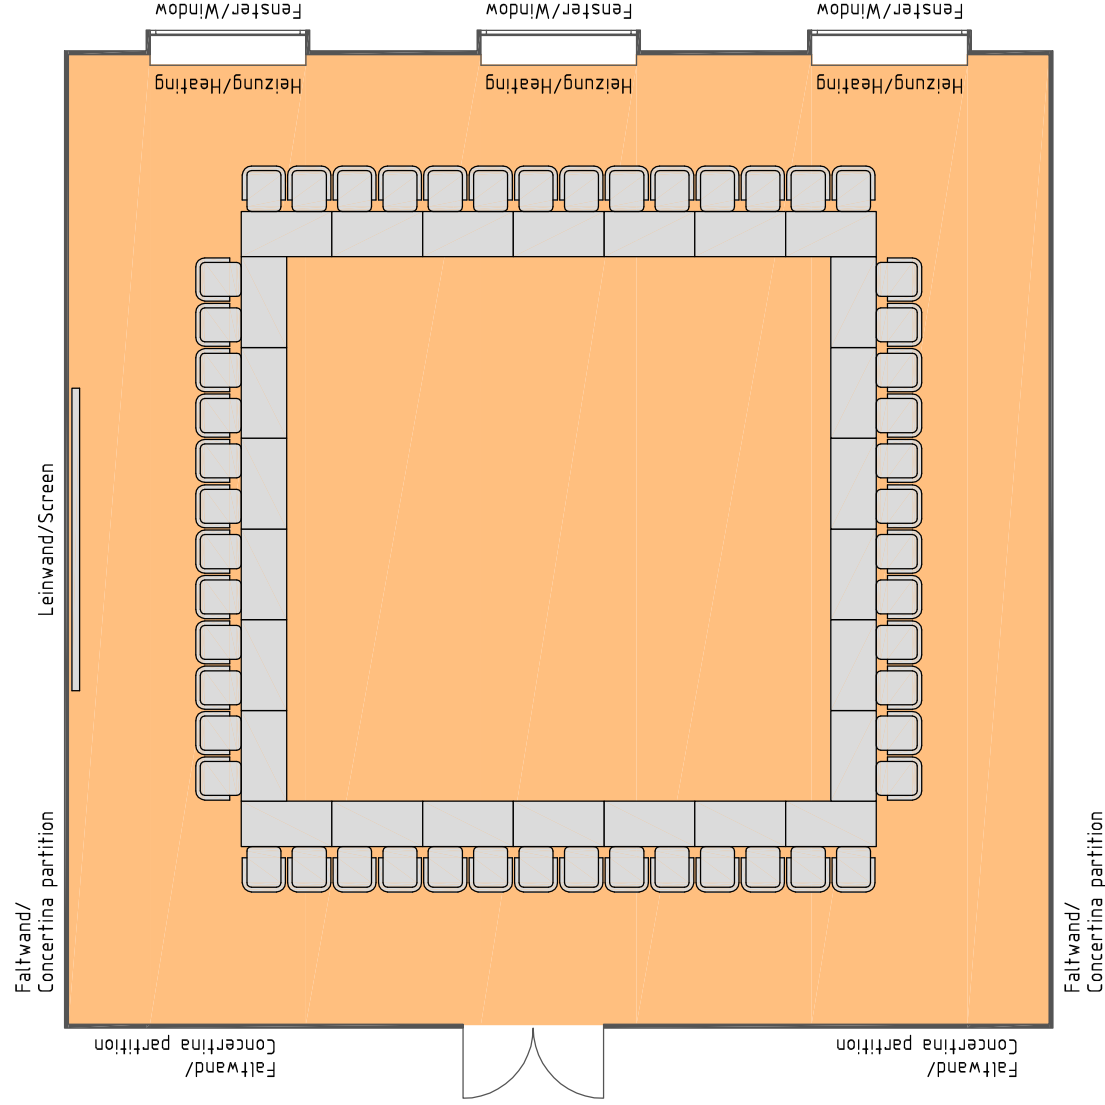 Fenster/Window
Fenster/Window
Fenster/Window
Heizung/Heating
Heizung/Heating
Heizung/Heating
Leinwand/Screen
Faltwand/
Concertina partition
Faltwand/
Concertina partition
Faltwand/
Concertina partition
Faltwand/
Concertina partition